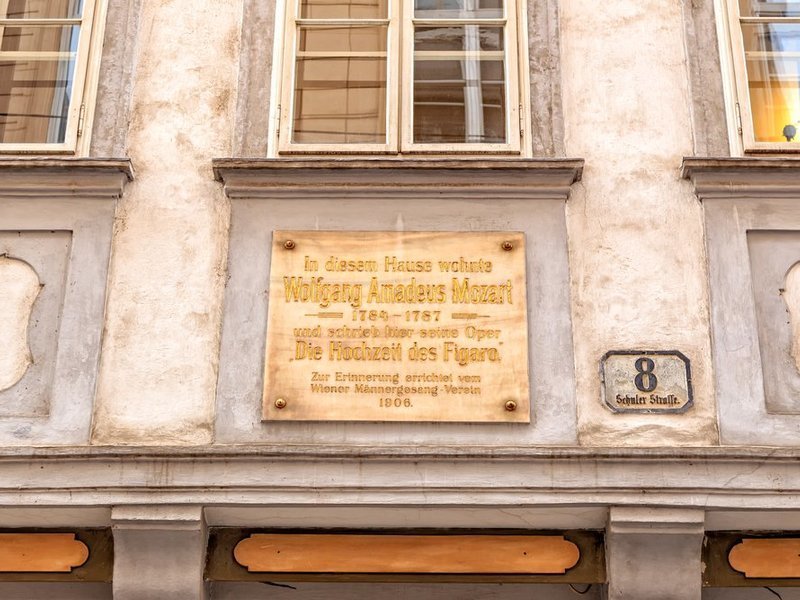 In diesem Hause wohnte
Wolfgang Amadeus Mozart
1784-1787
und schrieb hier seine Oper
„Die Hochzeit des Figaro."
Zur Erinnerung errichtet vom
Wiener Männergesang-Verein
1906.
8
Schuler Straße.